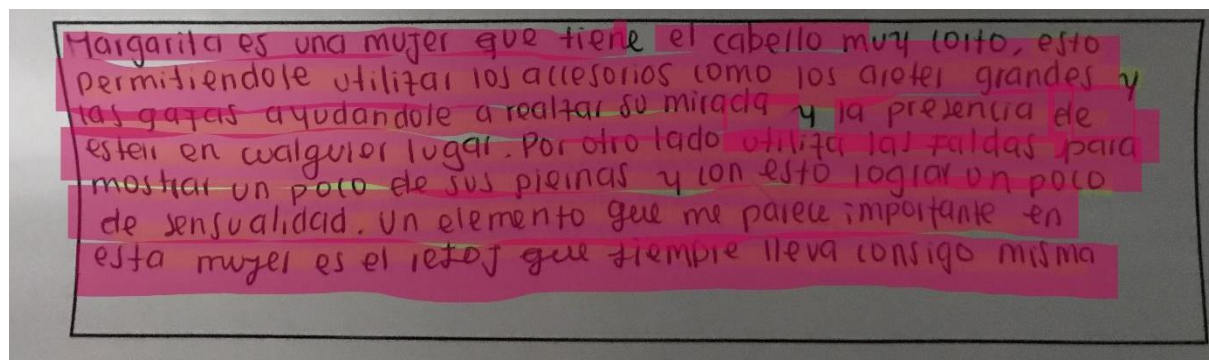 Margarita es una mujer que tiene el cabello muy corto, esto
permitiendole utilizar los accesorios como los aretes grandes y
las gafas ayudandole a realzar su mirada y la presencia de
ester en cualquier lugar. Por otro lado utiliza las faldas para
mostrar un poco de sus piernas y con esto lograr un poco
de sensualidad. Un elemento que me parece importante en
esta mujer es el que siempre lleva consigo misma